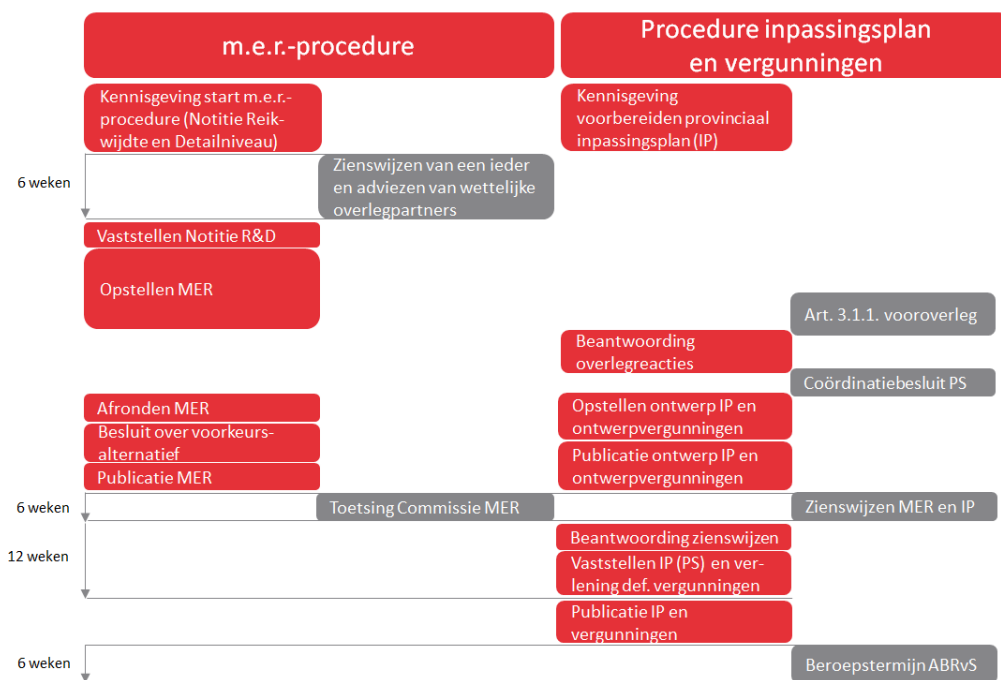 m.e.r.-procedure
Procedure inpassingsplan
en vergunningen
Kennisgeving start m.e.r.-
procedure (Notitie Reik-
wijdte en Detailniveau)
Kennisgeving
voorbereiden provinciaal
inpassingsplan (IP)
6 weken
Zienswijzen van een ieder
en adviezen van wettelijke
overlegpartners
Vaststellen Notitie R&D
Opstellen MER
Art. 3.1.1. vooroverleg
Beantwoording
overlegreacties
Coördinatiebesluit PS
Afronden MER
Opstellen ontwerp IP en
ontwerpvergunningen
Besluit over voorkeurs-
alternatief
Publicatie MER
Publicatie ontwerp IP en
ontwerpvergunningen
6 weken
Toetsing Commissie MER
Zienswijzen MER en IP
12 weken
Beantwoording zienswijzen
Vaststellen IP (PS) en ver-
lening def. vergunningen
Publicatie IP en
vergunningen
6 weken
Beroepstermijn ABRvS